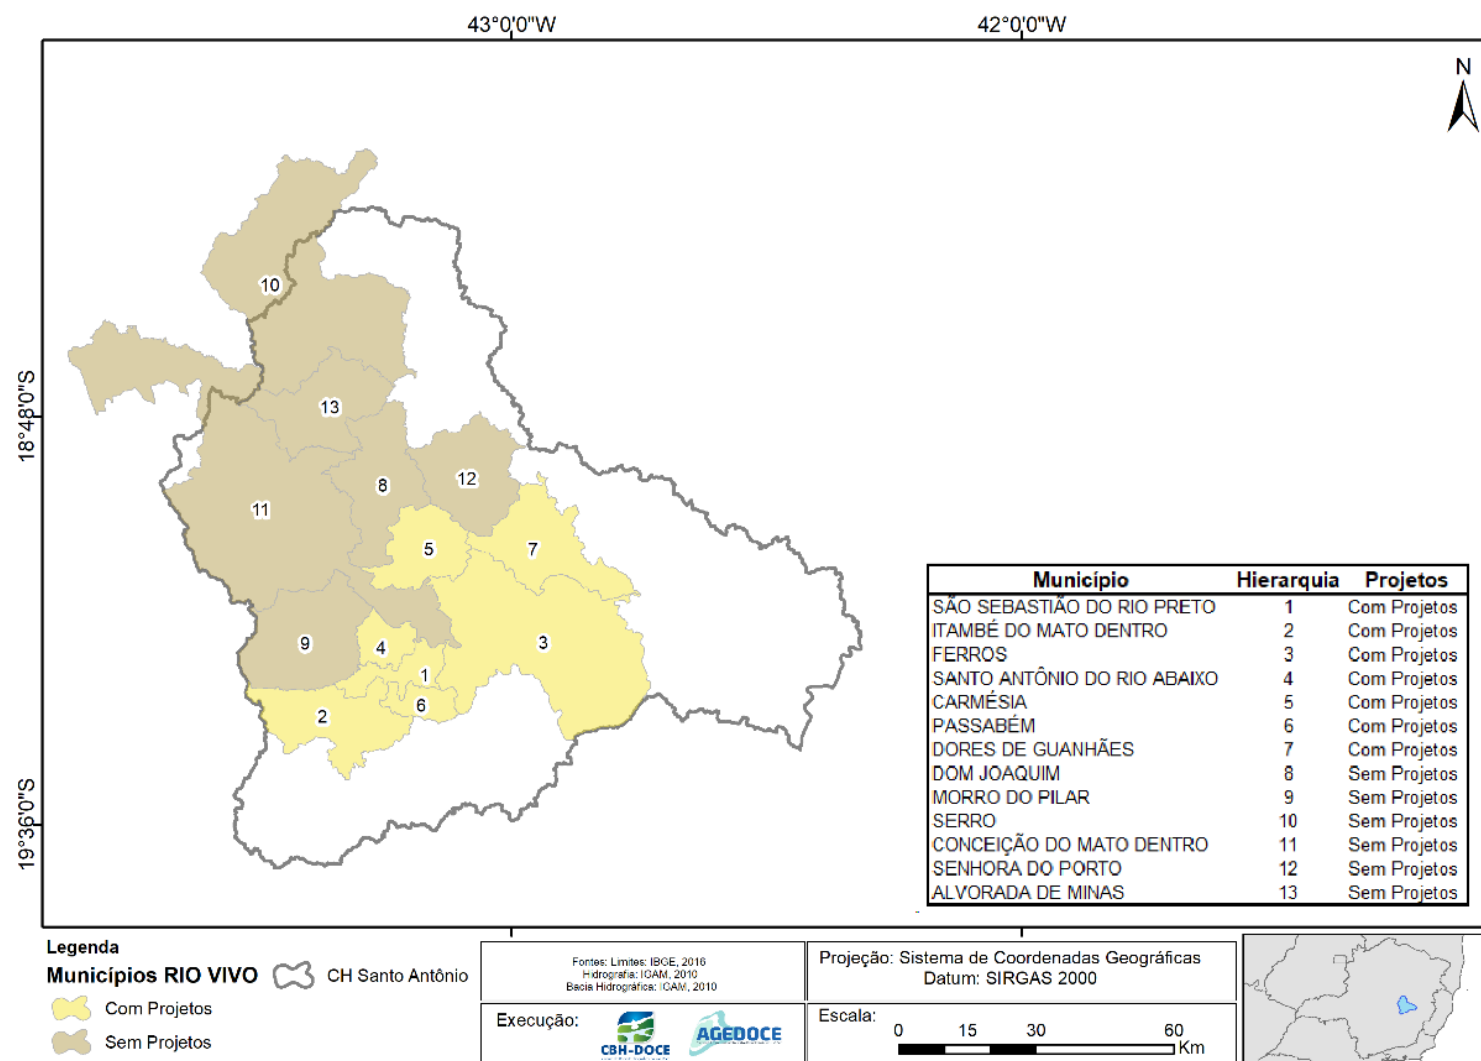 43°0'0"W 42°0'0"W
N
18°48'0"S
19°36'0"S
10
13
12
8
11
5
7
9
4
3
1
6
2
Município Hierarquia Projetos
SÃO SEBASTIÃO DO RIO PRETO 1 Com Projetos
ITAMBÉ DO MATO DENTRO 2 Com Projetos
FERROS 3 Com Projetos
SANTO ANTÔNIO DO RIO ABAIXO 4 Com Projetos
CARMÉSIA 5 Com Projetos
PASSABÉM 6 Com Projetos
DORES DE GUANHÃES 7 Com Projetos
DOM JOAQUIM 8 Sem Projetos
MORRO DO PILAR 9 Sem Projetos
SERRO 10 Sem Projetos
CONCEIÇÃO DO MATO DENTRO 11 Sem Projetos
SENHORA DO PORTO 12 Sem Projetos
ALVORADA DE MINAS 13 Sem Projetos
Legenda
Municípios RIO VIVO CH Santo Antônio
Com Projetos
Sem Projetos
Fontes: Limites: IBGE, 2016
Hidrografia: IGAM, 2010
Bacia Hidrográfica: IGAM, 2010
Execução:
CBH-DOCE
AGEDOCE
Projeção: Sistema de Coordenadas Geográficas
Datum: SIRGAS 2000
Escala:
0 15 30 60
Km